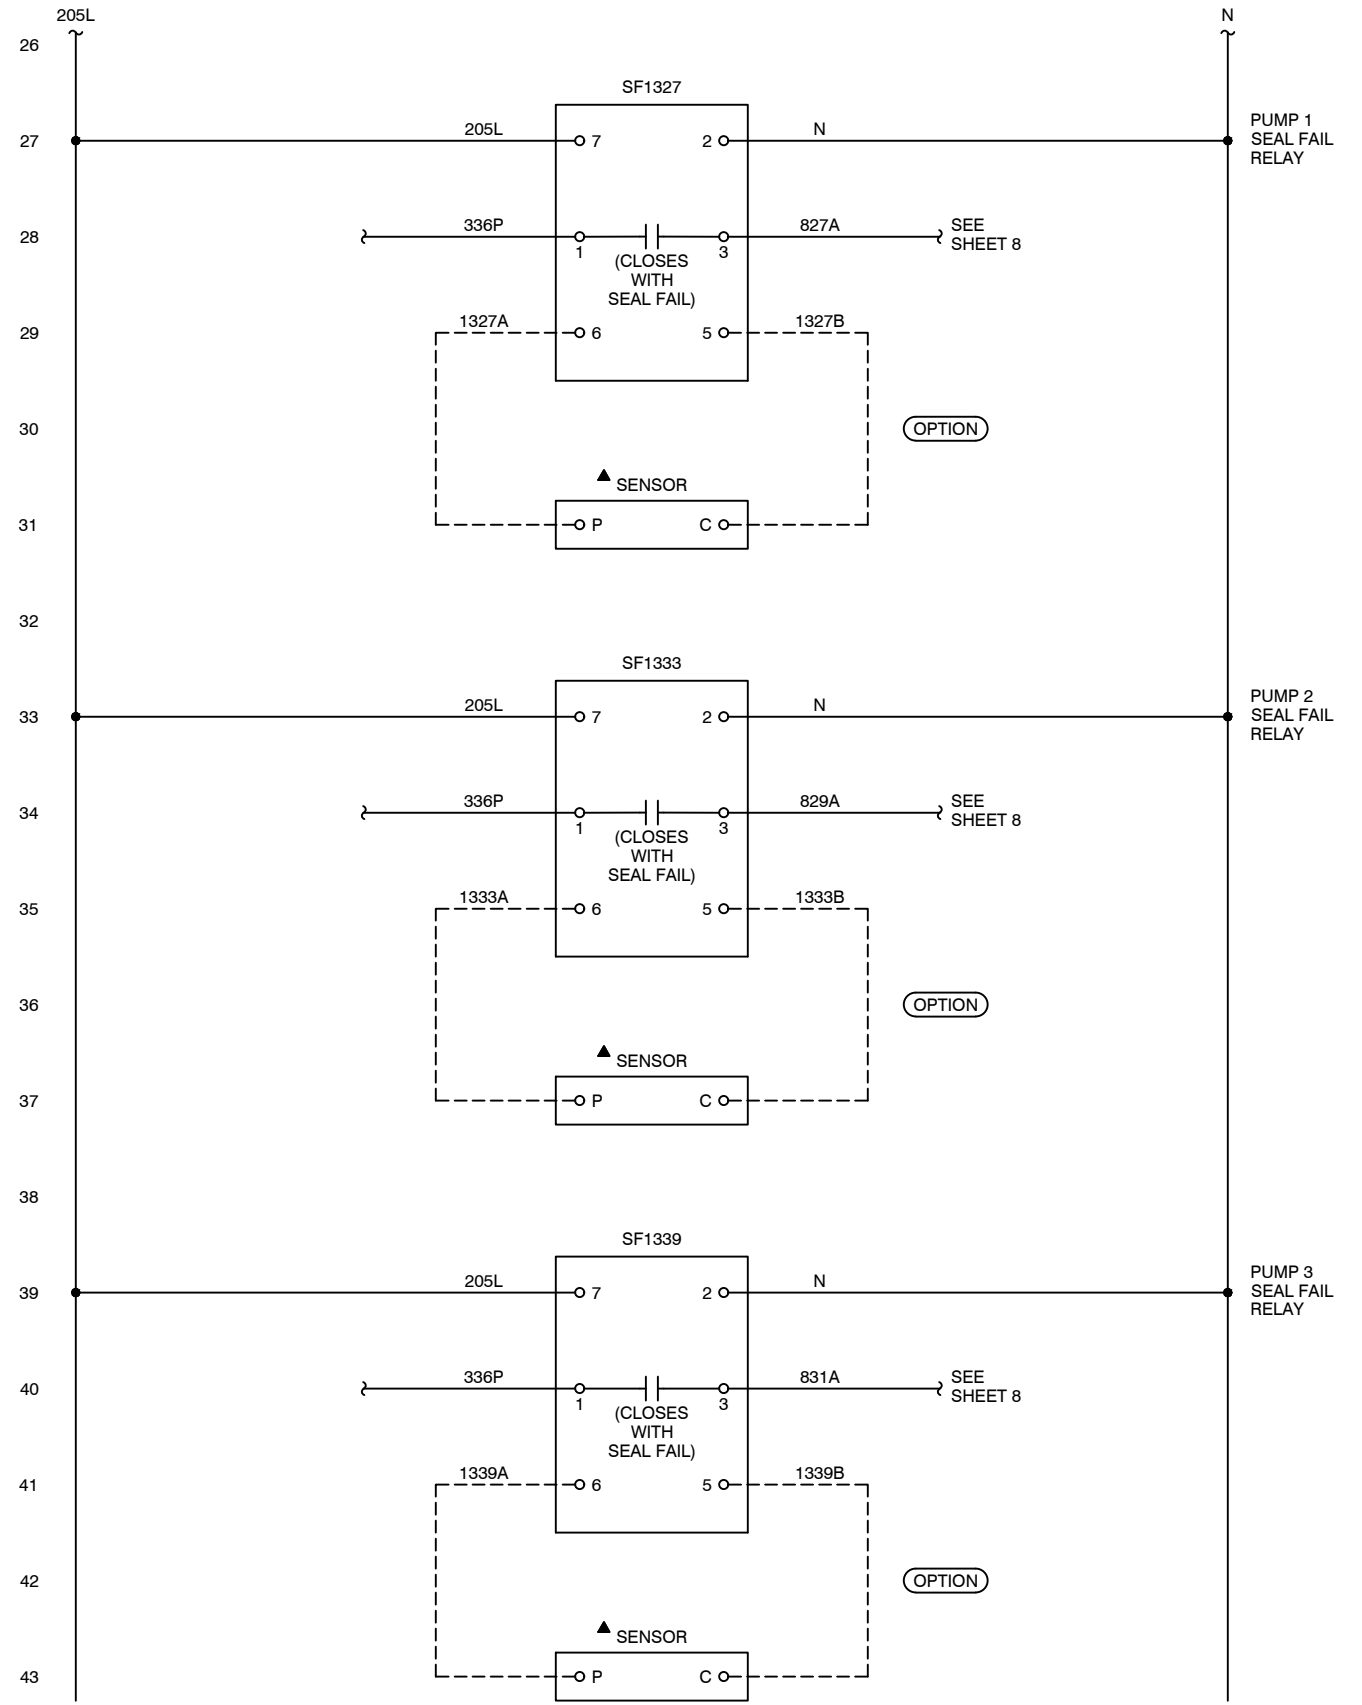 205L N
26
SF1327
27 205L 7 2 N PUMP 1
SEAL FAIL
RELAY
28 336P 827A SEE
SHEET 8
1 3
(CLOSES
WITH
SEAL FAIL)
29 1327A 6 5 1327B
30 OPTION
SENSOR
31 P C
32
SF1333
33 205L 7 2 N PUMP 2
SEAL FAIL
RELAY
34 336P 829A SEE
SHEET 8
1 3
(CLOSES
WITH
SEAL FAIL)
35 1333A 6 5 1333B
36 OPTION
SENSOR
37 P C
38
SF1339
39 205L 7 2 N PUMP 3
SEAL FAIL
RELAY
40 336P 831A SEE
SHEET 8
1 3
(CLOSES
WITH
SEAL FAIL)
41 1339A 6 5 1339B
42 OPTION
SENSOR
43 P C